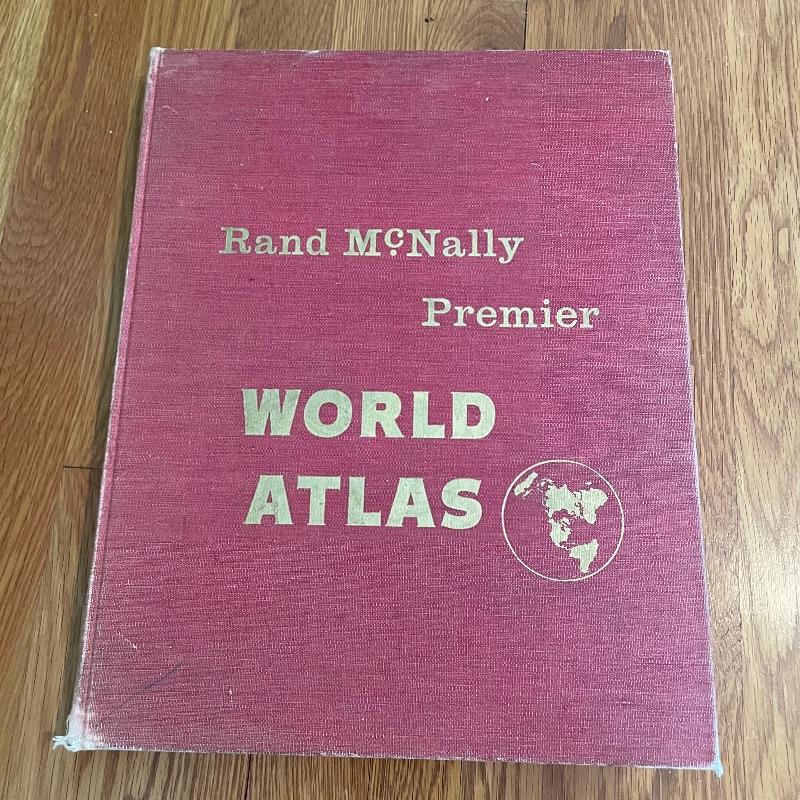 Rand McNally
Premier
WORLD
ATLAS